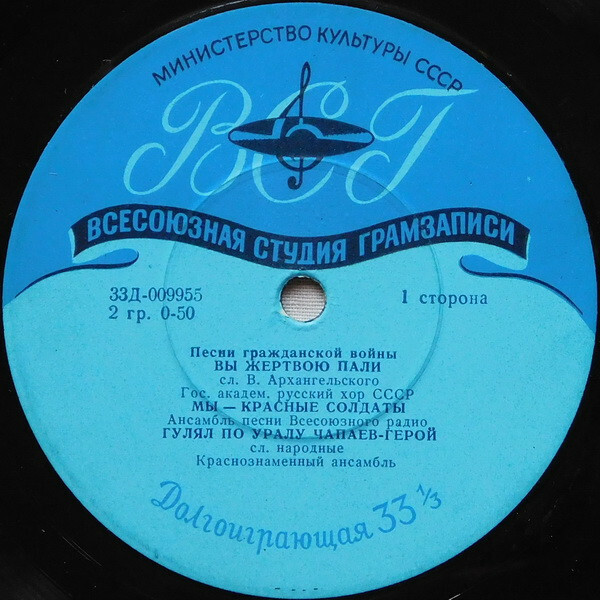 МИНИСТЕРСТВО КУЛЬТУРЫ СССР
ВСГ
ВСЕСОЮЗНАЯ СТУДИЯ ГРАМЗАПИСИ
33Д-009955
2 гр. 0-50
1 сторона
Песни гражданской войны
ВЫ ЖЕРТВОЮ ПАЛИ
сл. В. Архангельского
Гос. академ. русский хор СССР
МЫ — КРАСНЫЕ СОЛДАТЫ
Ансамбль песни Всесоюзного радио
ГУЛЯЛ ПО УРАЛУ ЧАПАЕВ-ГЕРОЙ
сл. народные
Краснознаменный ансамбль
Долгоиграющая 33 1/3